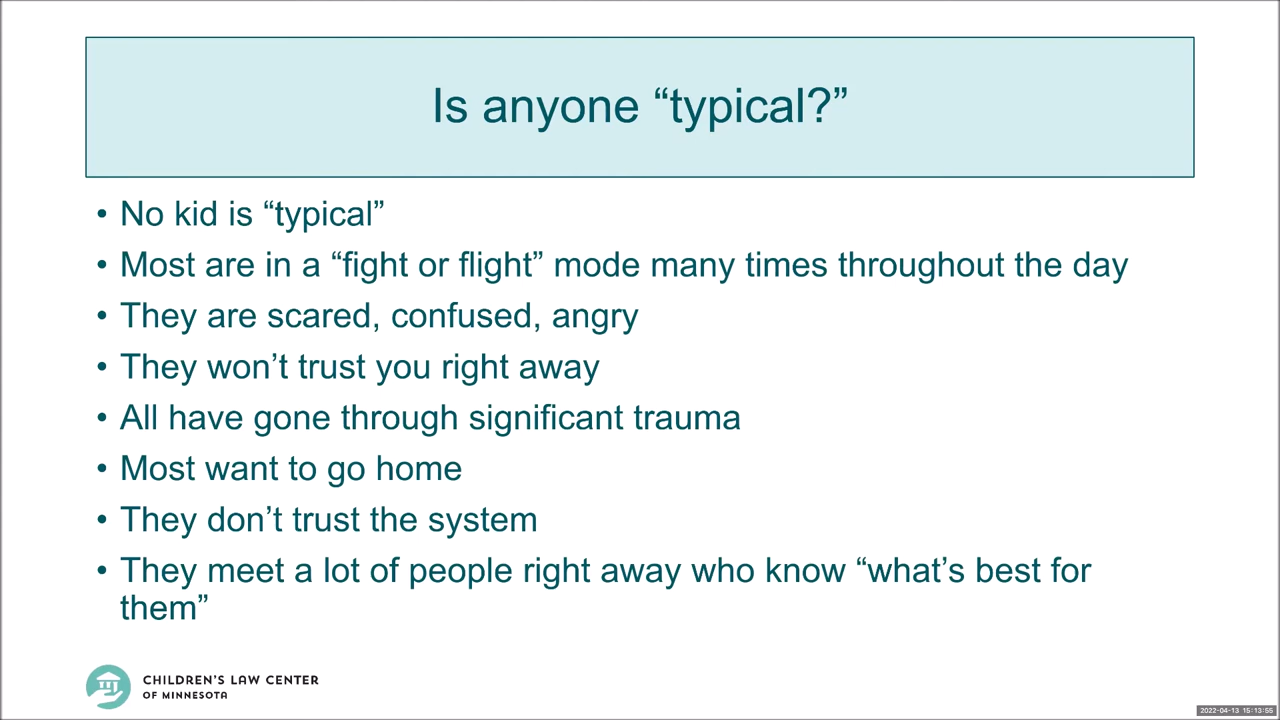 Is anyone “typical?”
• No kid is “typical”
• Most are in a “fight or flight” mode many times throughout the day
• They are scared, confused, angry
• They won’t trust you right away
• All have gone through significant trauma
• Most want to go home
• They don’t trust the system
• They meet a lot of people right away who know “what’s best for
them”
CHILDREN’S LAW CENTER
OF MINNESOTA
2022-04-13 15:13:55